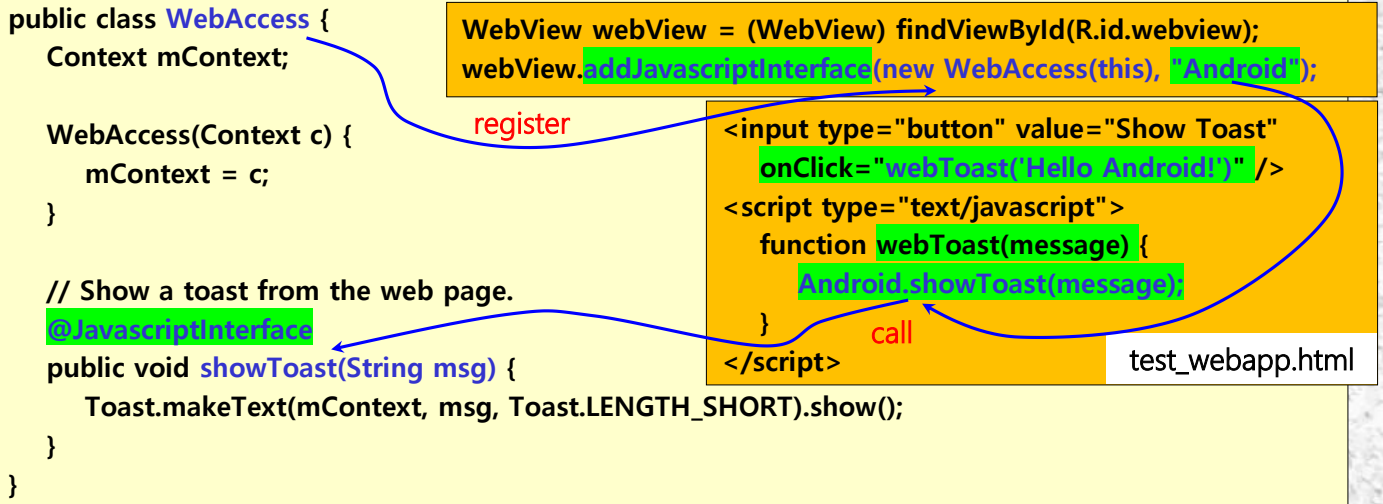 public class WebAccess {
Context mContext;
WebAccess(Context c) {
mContext = c;
}
// Show a toast from the web page.
@JavascriptInterface
public void showToast(String msg) {
Toast.makeText(mContext, msg, Toast.LENGTH_SHORT).show();
}
}
WebView webView = (WebView) findViewById(R.id.webview);
webView.addJavascriptInterface(new WebAccess(this), "Android");
register
<input type="button" value="Show Toast"
onClick="webToast('Hello Android!')" />
<script type="text/javascript">
function webToast(message) {
Android.showToast(message);
}
call
</script>
test_webapp.html